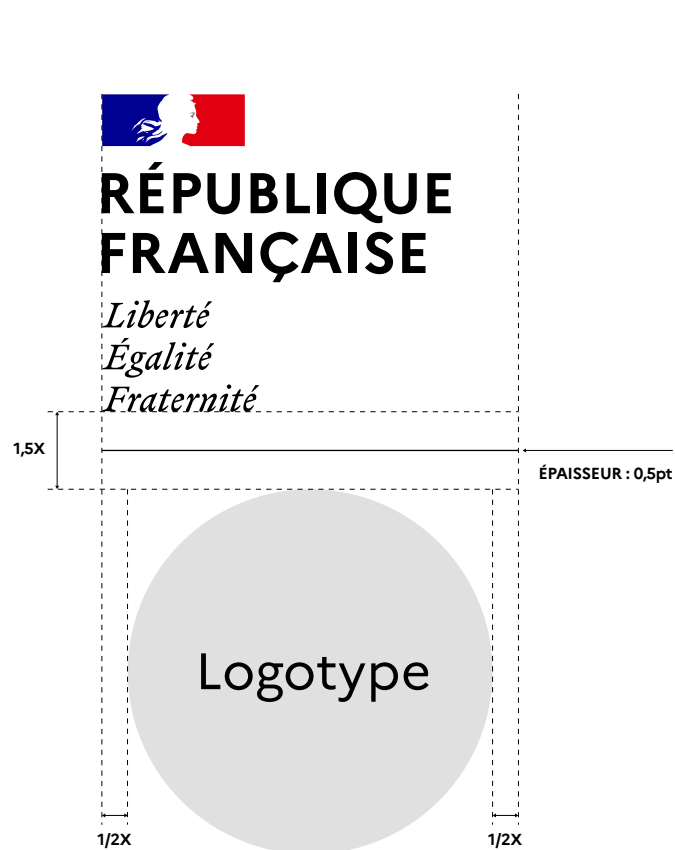 RÉPUBLIQUE
FRANÇAISE
Liberté
Égalité
Fraternité
1,5X
ÉPAISSEUR : 0,5pt
Logotype
1/2X
1/2X